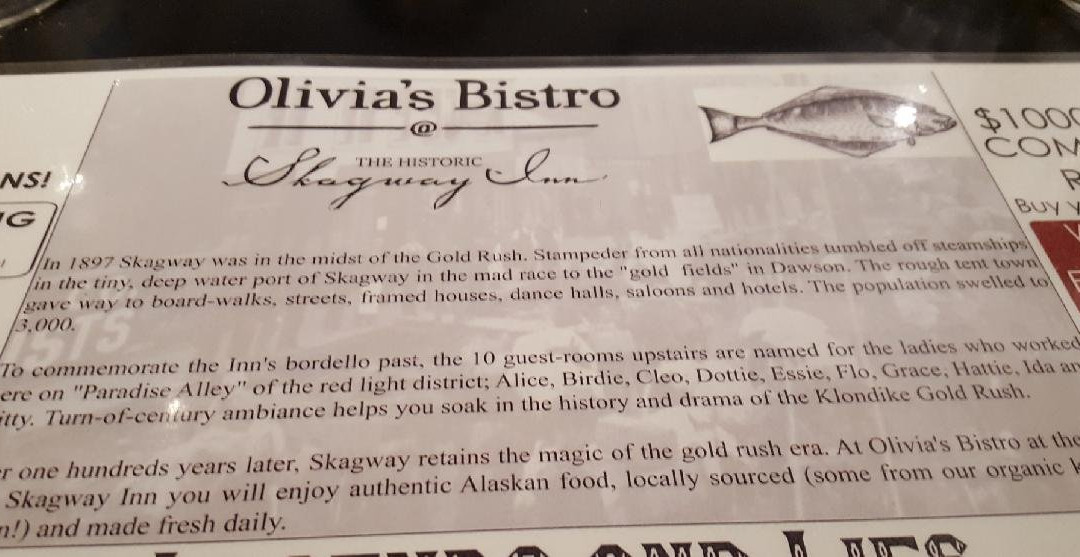 Olivia's Bistro
@
THE HISTORIC
Skagway Inn
$1000
COM
R
BUY
NS!
G
In 1897 Skagway was in the midst of the Gold Rush. Stampeder from all nationalities tumbled off steamships
in the tiny, deep water port of Skagway in the mad race to the "gold fields" in Dawson. The rough tent town
gave way to board-walks, streets, framed houses, dance halls, saloons and hotels. The population swelled to
3,000.
To commemorate the Inn's bordello past, the 10 guest-rooms upstairs are named for the ladies who worked
ere on "Paradise Alley" of the red light district; Alice, Birdie, Cleo, Dottie, Essie, Flo, Grace, Hattie, Ida an
itty. Turn-of-century ambiance helps you soak in the history and drama of the Klondike Gold Rush.
r one hundreds years later, Skagway retains the magic of the gold rush era. At Olivia's Bistro at the
Skagway Inn you will enjoy authentic Alaskan food, locally sourced (some from our organic k
n!) and made fresh daily.